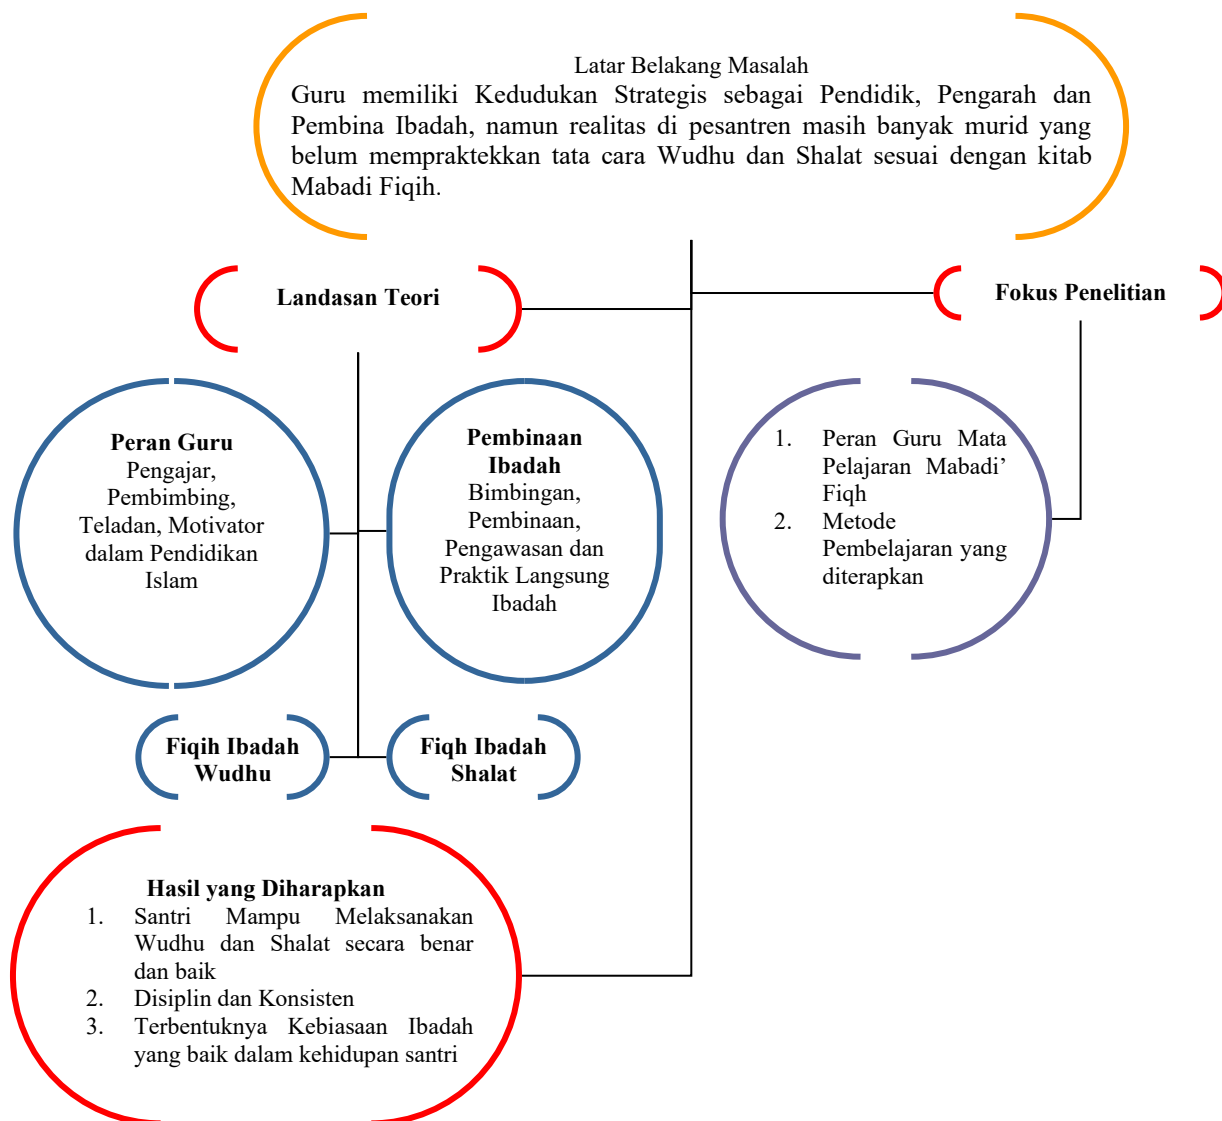 Latar Belakang Masalah
Guru memiliki Kedudukan Strategis sebagai Pendidik, Pengarah dan
Pembina Ibadah, namun realitas di pesantren masih banyak murid yang
belum mempraktekkan tata cara Wudhu dan Shalat sesuai dengan kitab
Mabadi Fiqih.
Landasan Teori
Fokus Penelitian
Peran Guru
Pengajar,
Pembimbing,
Teladan, Motivator
dalam Pendidikan
Islam
Pembinaan
Ibadah
Bimbingan,
Pembinaan,
Pengawasan dan
Praktik Langsung
Ibadah
1. Peran Guru Mata
Pelajaran Mabadi’
Fiqh
2. Metode
Pembelajaran yang
diterapkan
Fiqih Ibadah
Wudhu
Fiqh Ibadah
Shalat
Hasil yang Diharapkan
1. Santri Mampu Melaksanakan
Wudhu dan Shalat secara benar
dan baik
2. Disiplin dan Konsisten
3. Terbentuknya Kebiasaan Ibadah
yang baik dalam kehidupan santri